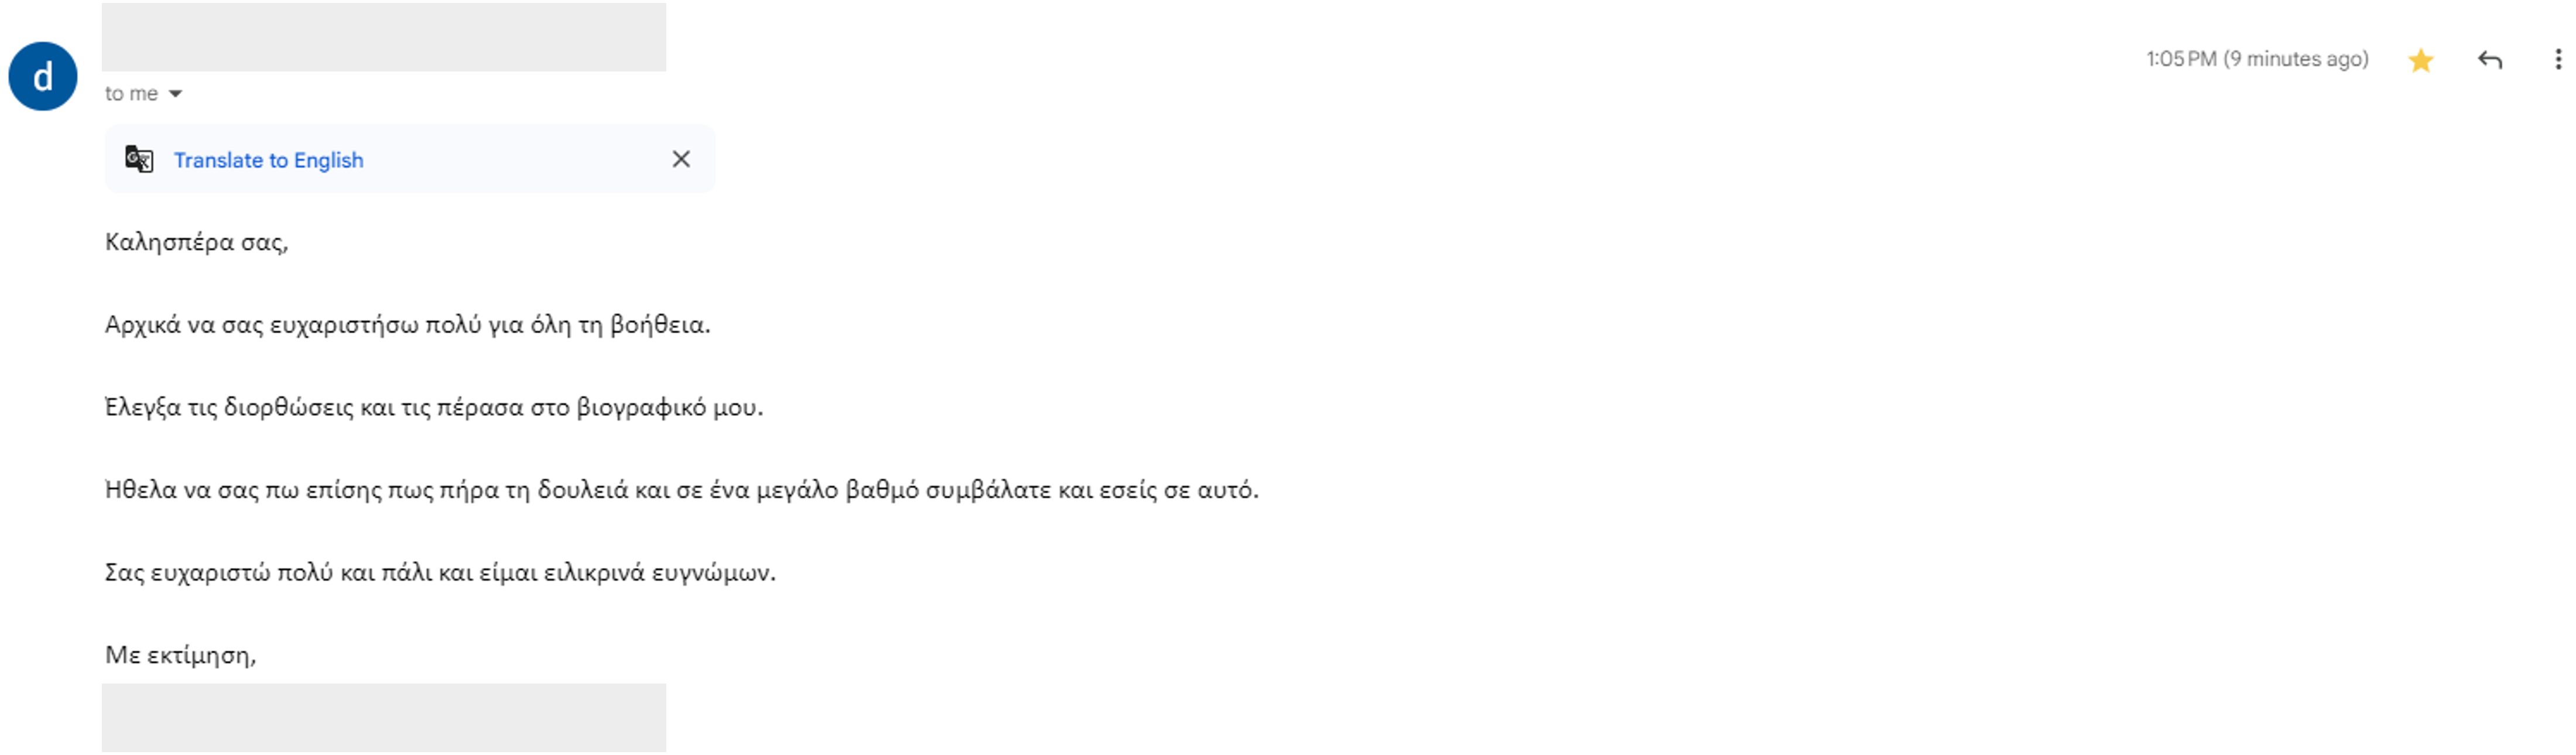 d
1:05 PM (9 minutes ago)
to me
Translate to English
Καλησπέρα σας,
Αρχικά να σας ευχαριστήσω πολύ για όλη τη βοήθεια.
Έλεγξα τις διορθώσεις και τις πέρασα στο βιογραφικό μου.
Ήθελα να σας πω επίσης πως πήρα τη δουλειά και σε ένα μεγάλο βαθμό συμβάλατε και εσείς σε αυτό.
Σας ευχαριστώ πολύ και πάλι και είμαι ειλικρινά ευγνώμων.
Με εκτίμηση,